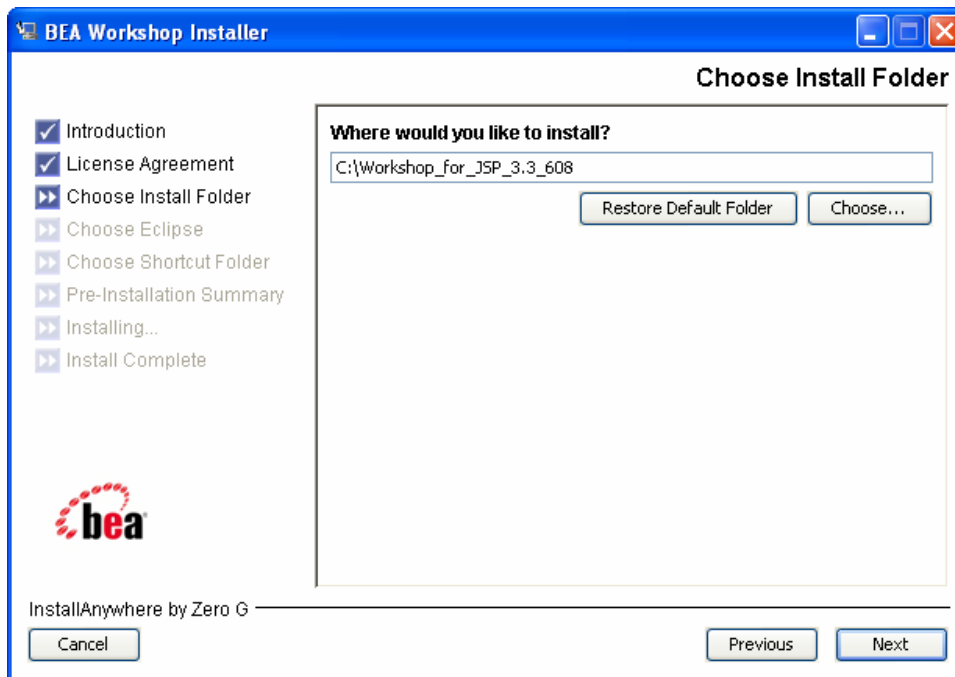 BEA Workshop Installer
Choose Install Folder
Introduction
License Agreement
Choose Install Folder
Choose Eclipse
Choose Shortcut Folder
Pre-Installation Summary
Installing...
Install Complete
Where would you like to install?
C:\Workshop_for_JSP_3.3_608
Restore Default Folder
Choose...
bea
InstallAnywhere by Zero G
Cancel
Previous
Next